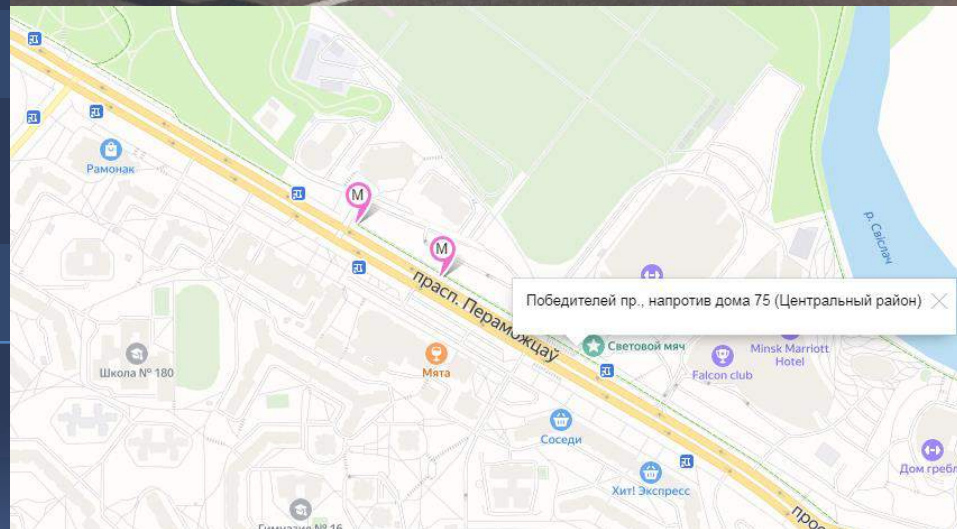 Рамонак
М
М
прасп. Пераможцаў
р. Свіслач
Победителей пр., напротив дома 75 (Центральный район)
Световой мяч
Minsk Marriott
Hotel
Falcon club
Школа № 180
Мята
Соседи
Дом гребл
Хит! Экспресс
прос
Гимназия № 16